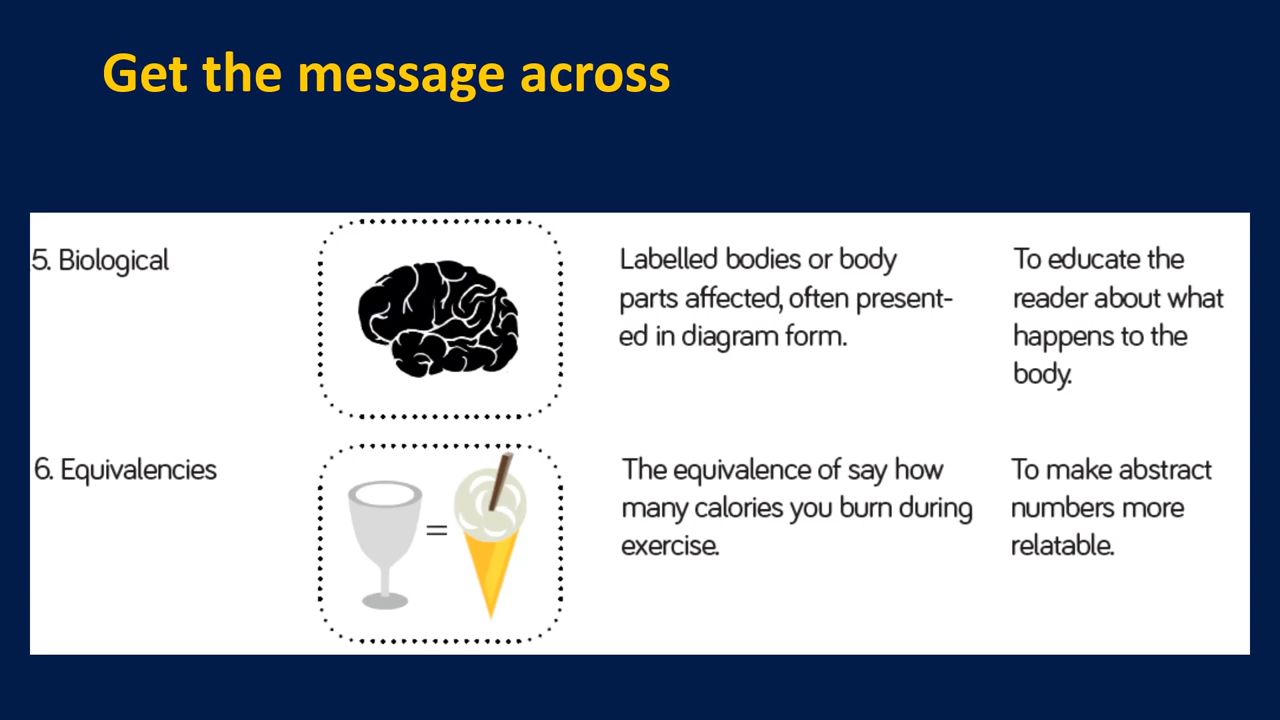 Get the message across
5. Biological
Labelled bodies or body
parts affected, often present-
ed in diagram form.
To educate the
reader about what
happens to the
body.
6. Equivalencies
=
The equivalence of say how
many calories you burn during
exercise.
To make abstract
numbers more
relatable.